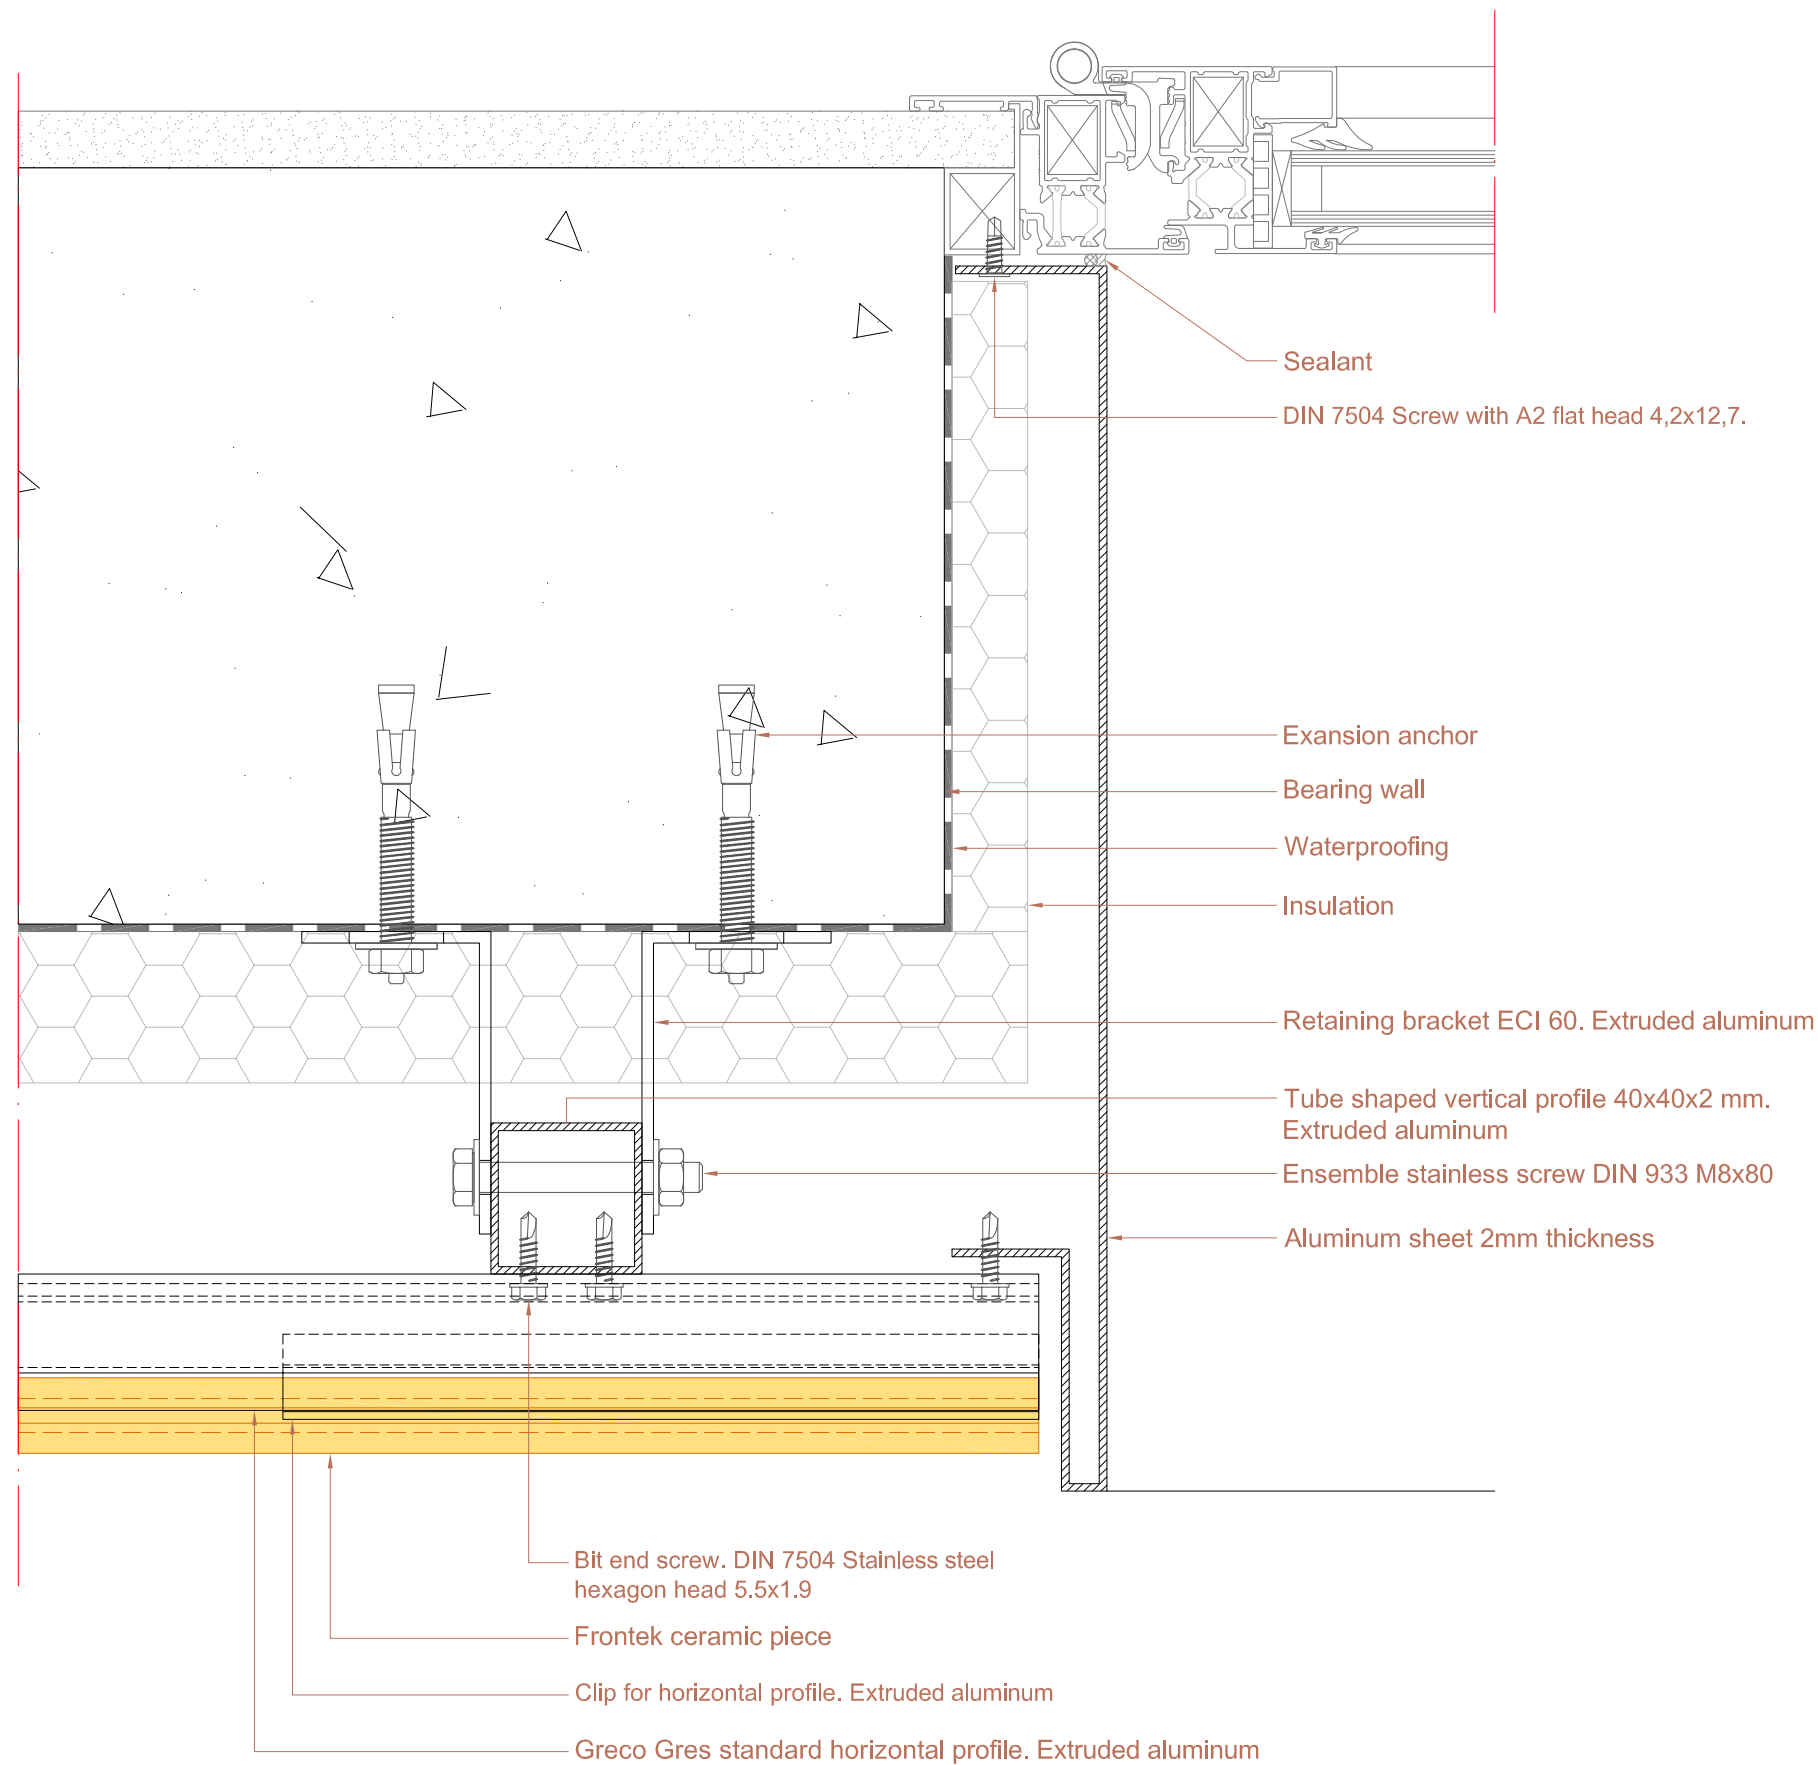 Sealant
DIN 7504 Screw with A2 flat head 4,2x12,7.
Exansion anchor
Bearing wall
Waterproofing
Insulation
Retaining bracket ECI 60. Extruded aluminum
Tube shaped vertical profile 40x40x2 mm.
Extruded aluminum
Ensemble stainless screw DIN 933 M8x80
Aluminum sheet 2mm thickness
Bit end screw. DIN 7504 Stainless steel
hexagon head 5.5x1.9
Frontek ceramic piece
Clip for horizontal profile. Extruded aluminum
Greco Gres standard horizontal profile. Extruded aluminum